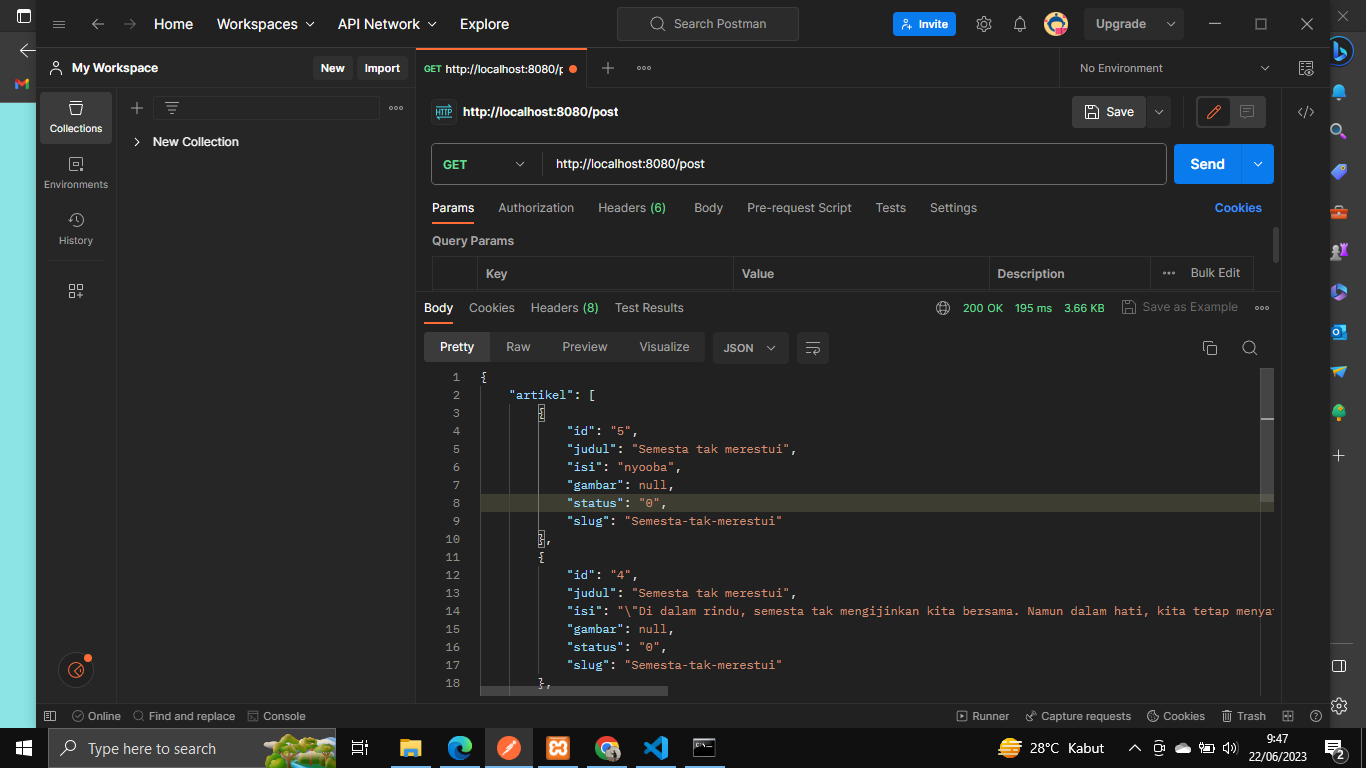 Home Workspaces API Network Explore Search Postman Invite Upgrade
My Workspace New Import GET http://localhost:8080/p No Environment
Collections
New Collection
Environments
History
HTTP http://localhost:8080/post Save
GET http://localhost:8080/post Send
Params Authorization Headers (6) Body Pre-request Script Tests Settings Cookies
Query Params
Key Value Description Bulk Edit
Body Cookies Headers (8) Test Results 200 OK 195 ms 3.66 KB Save as Example
Pretty Raw Preview Visualize JSON
1 {
2 "artikel": [
3 {
4 "id": "5",
5 "judul": "Semesta tak merestui",
6 "isi": "nyooba",
7 "gambar": null,
8 "status": "0",
9 "slug": "Semesta-tak-merestui"
10 },
11 {
12 "id": "4",
13 "judul": "Semesta tak merestui",
14 "isi": "\"Di dalam rindu, semesta tak mengijinkan kita bersama. Namun dalam hati, kita tetap menya
15 "gambar": null,
16 "status": "0",
17 "slug": "Semesta-tak-merestui"
18 },
Online Find and replace Console Runner Capture requests Cookies Trash
Type here to search 28°C Kabut 9:47
22/06/2023 2